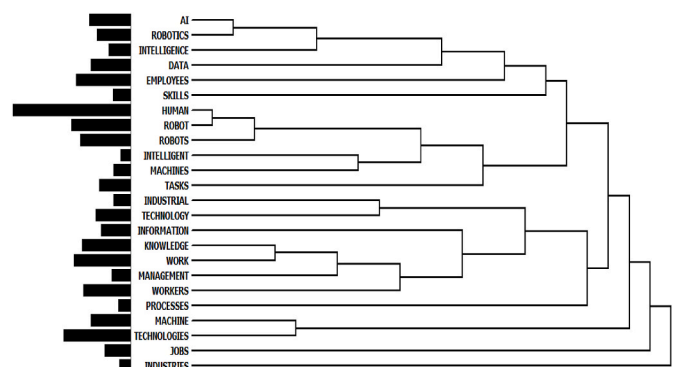 AI
ROBOTICS
INTELLIGENCE
DATA
EMPLOYEES
SKILLS
HUMAN
ROBOT
ROBOTS
INTELLIGENT
MACHINES
TASKS
INDUSTRIAL
TECHNOLOGY
INFORMATION
KNOWLEDGE
WORK
MANAGEMENT
WORKERS
PROCESSES
MACHINE
TECHNOLOGIES
JOBS
INDUSTRIES